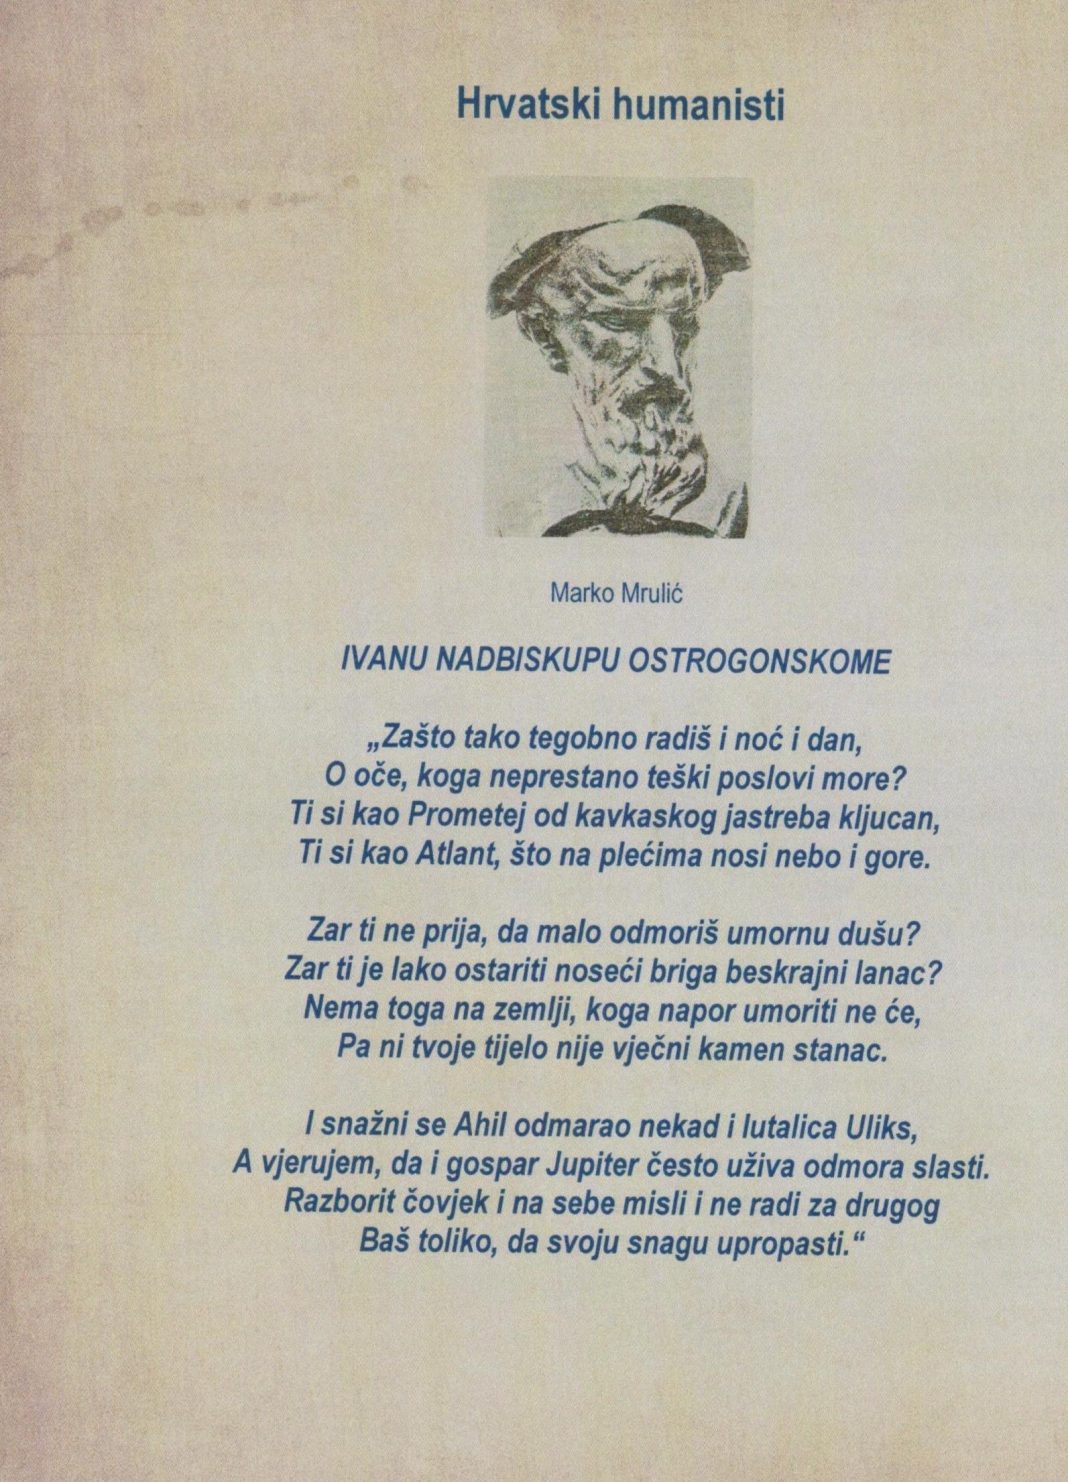 Hrvatski humanisti
Marko Mrulić
IVANU NADBISKUPU OSTROGONSKOME
„Zašto tako tegobno radiš i noć i dan,
O oče, koga neprestano teški poslovi more?
Ti si kao Prometej od kavkaskog jastreba kljucan,
Ti si kao Atlant, što na plećima nosi nebo i gore.
Zar ti ne prija, da malo odmoriš umornu dušu?
Zar ti je lako ostariti noseći briga beskrajni lanac?
Nema toga na zemlji, koga napor umoriti ne će,
Pa ni tvoje tijelo nije vječni kamen stanac.
I snažni se Ahil odmarao nekad i lutalica Uliks,
A vjerujem, da i gospar Jupiter često uživa odmora slasti.
Razborit čovjek i na sebe misli i ne radi za drugog
Baš toliko, da svoju snagu upropasti.“